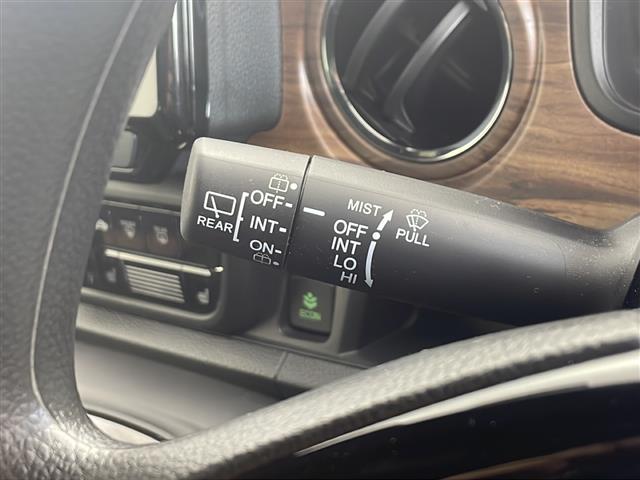 REAR
OFF
INT
ON
MIST
OFF
INT
LO
HI
PULL
ECON